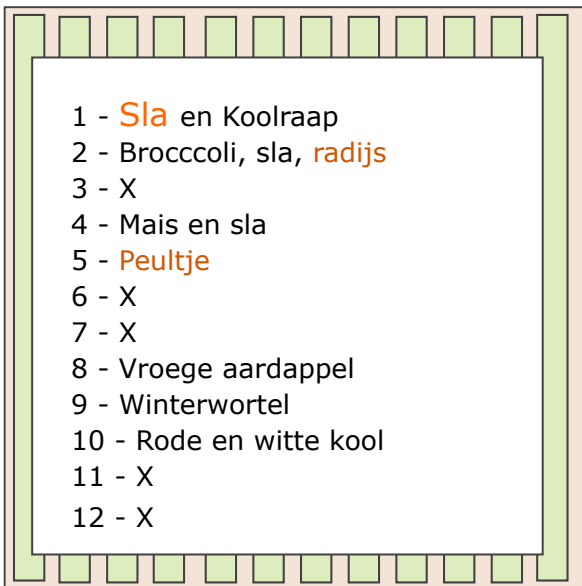 1 - Sla en Koolraap
2 - Brocccoli, sla, radijs
3 - X
4 - Mais en sla
5 - Peultje
6 - X
7 - X
8 - Vroege aardappel
9 - Winterwortel
10 - Rode en witte kool
11 - X
12 - X